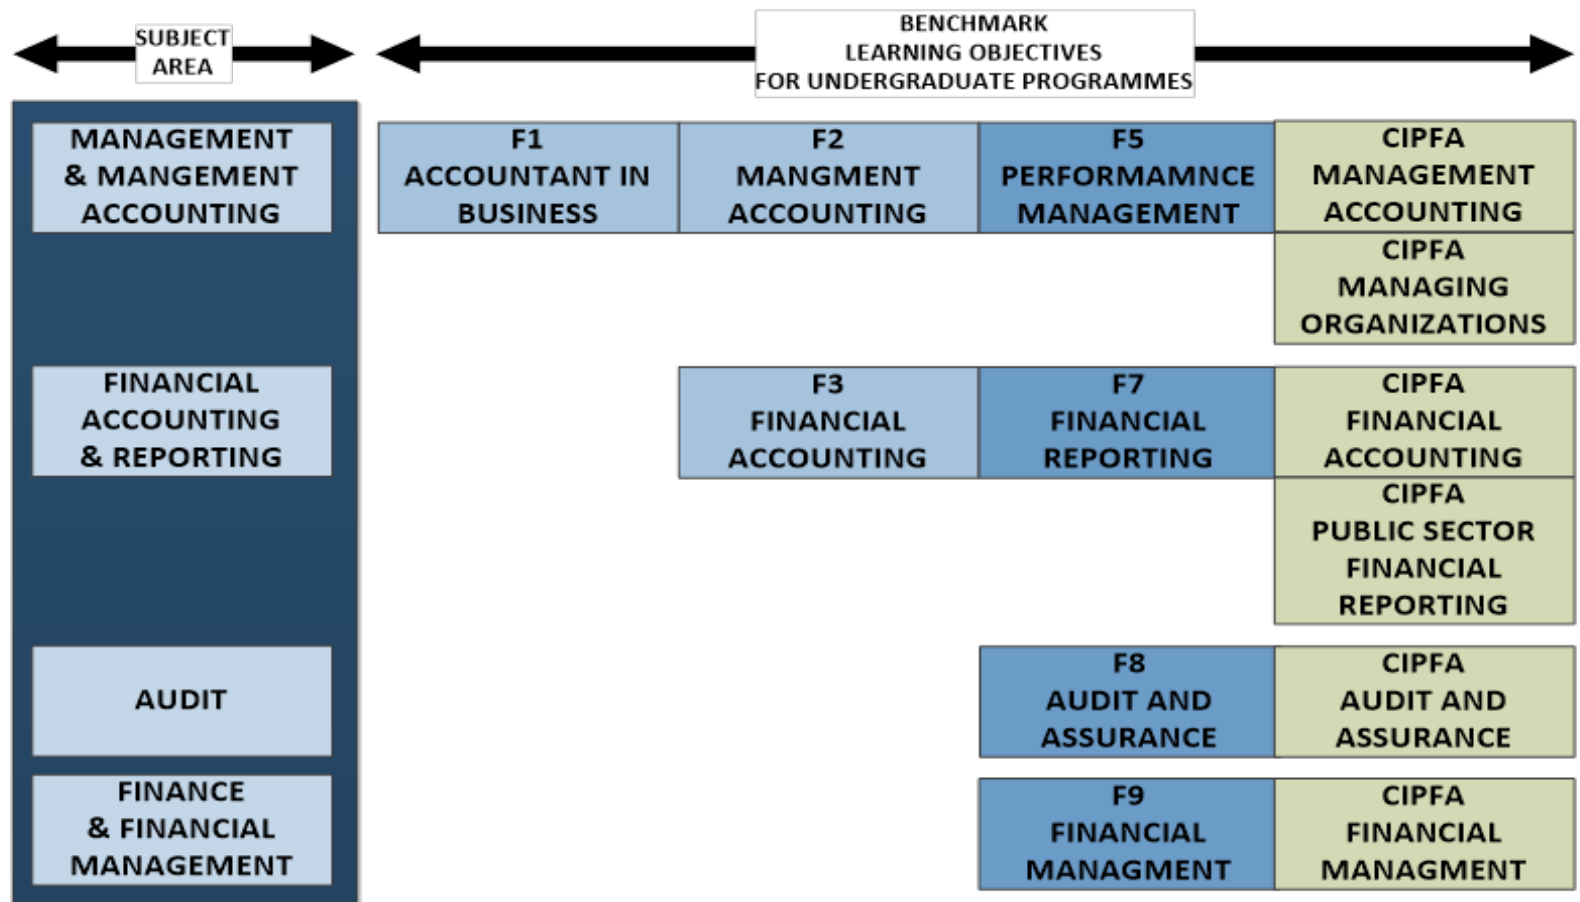 SUBJECT
AREA
BENCHMARK
LEARNING OBJECTIVES
FOR UNDERGRADUATE PROGRAMMES
MANAGEMENT
& MANGEMENT
ACCOUNTING
F1
ACCOUNTANT IN
BUSINESS
F2
MANGMENT
ACCOUNTING
F5
PERFORMAMNCE
MANAGEMENT
CIPFA
MANAGEMENT
ACCOUNTING
CIPFA
MANAGING
ORGANIZATIONS
FINANCIAL
ACCOUNTING
& REPORTING
F3
FINANCIAL
ACCOUNTING
F7
FINANCIAL
REPORTING
CIPFA
FINANCIAL
ACCOUNTING
CIPFA
PUBLIC SECTOR
FINANCIAL
REPORTING
AUDIT
F8
AUDIT AND
ASSURANCE
CIPFA
AUDIT AND
ASSURANCE
FINANCE
& FINANCIAL
MANAGEMENT
F9
FINANCIAL
MANAGMENT
CIPFA
FINANCIAL
MANAGMENT